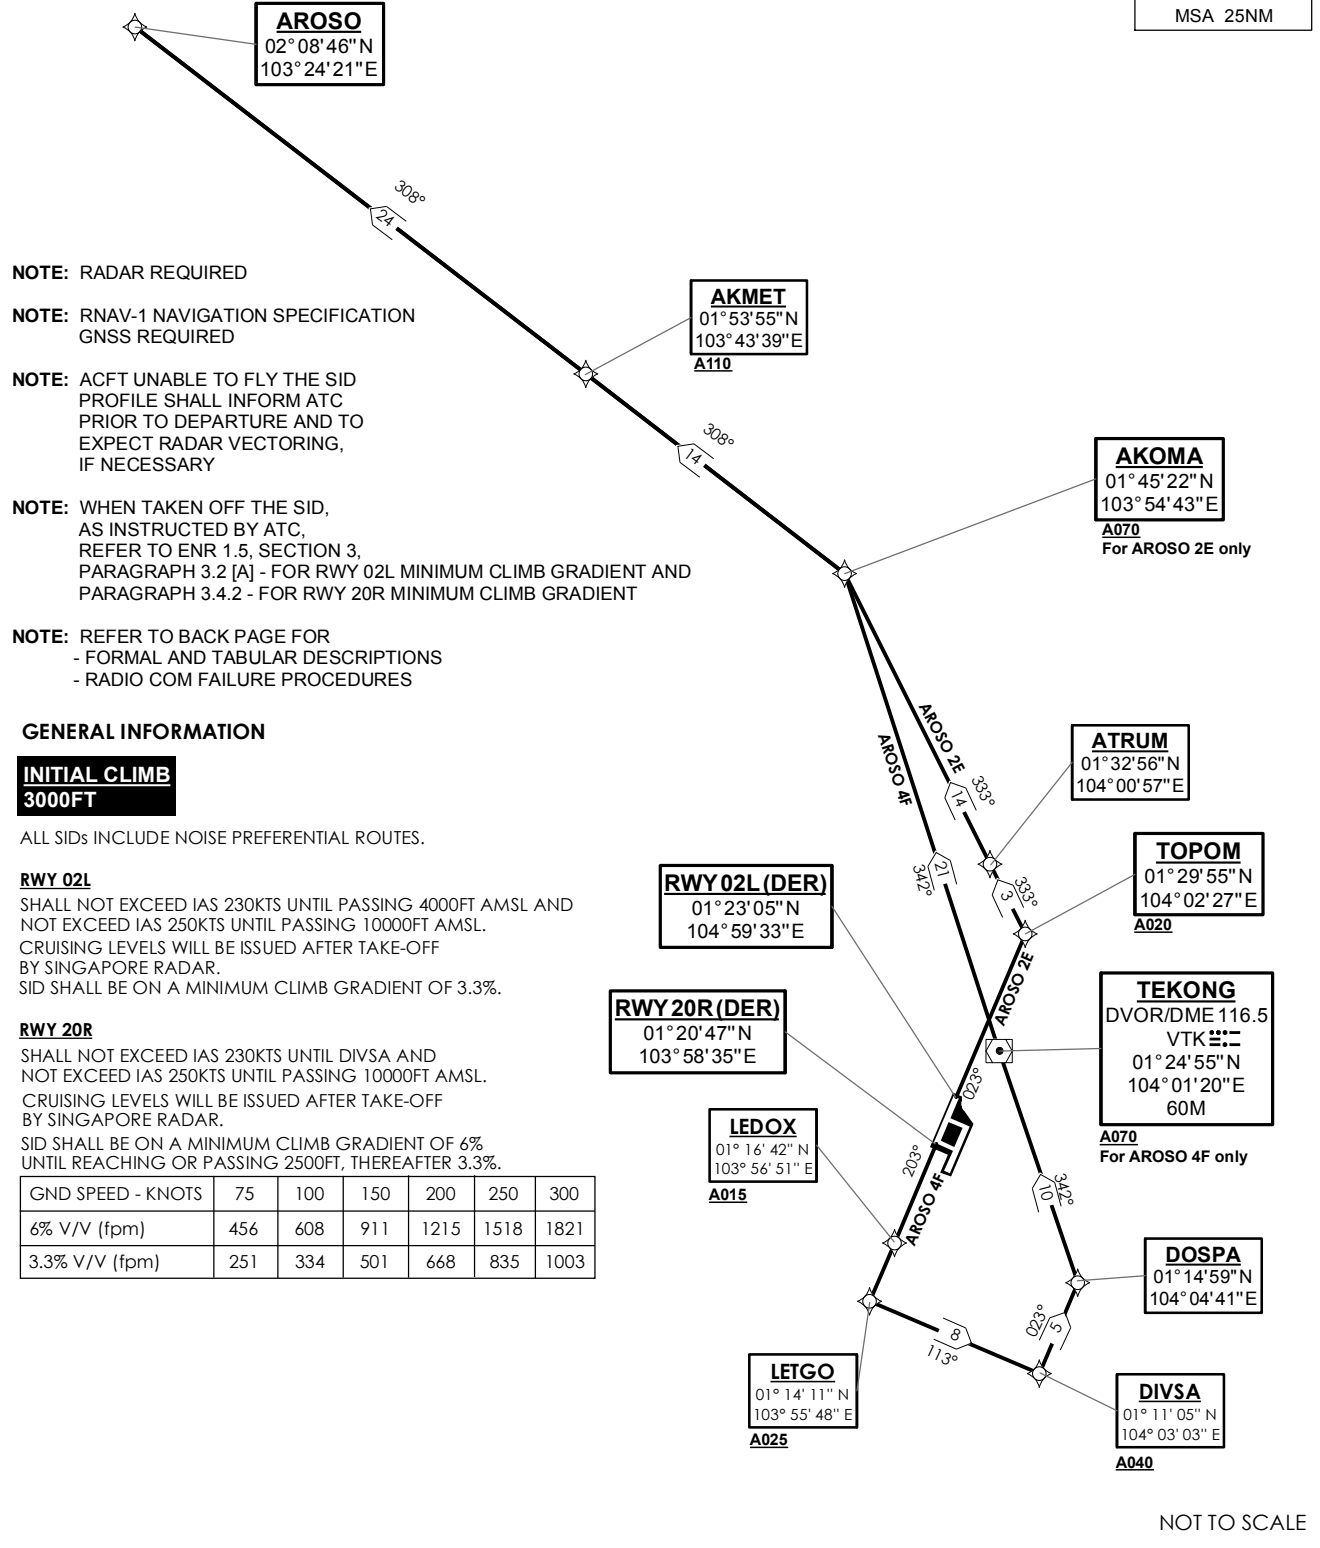 MSA 25NM
AROSO
02°08'46"N
103°24'21"E
308°
24
NOTE: RADAR REQUIRED
NOTE: RNAV-1 NAVIGATION SPECIFICATION
GNSS REQUIRED
NOTE: ACFT UNABLE TO FLY THE SID
PROFILE SHALL INFORM ATC
PRIOR TO DEPARTURE AND TO
EXPECT RADAR VECTORING,
IF NECESSARY
NOTE: WHEN TAKEN OFF THE SID,
AS INSTRUCTED BY ATC,
REFER TO ENR 1.5, SECTION 3,
PARAGRAPH 3.2 [A] - FOR RWY 02L MINIMUM CLIMB GRADIENT AND
PARAGRAPH 3.4.2 - FOR RWY 20R MINIMUM CLIMB GRADIENT
NOTE: REFER TO BACK PAGE FOR
- FORMAL AND TABULAR DESCRIPTIONS
- RADIO COM FAILURE PROCEDURES
AKMET
01°53'55"N
103°43'39"E
A110
308°
14
AKOMA
01°45'22"N
103°54'43"E
A070
For AROSO 2E only
GENERAL INFORMATION
INITIAL CLIMB
3000FT
ALL SIDs INCLUDE NOISE PREFERENTIAL ROUTES.
RWY 02L
SHALL NOT EXCEED IAS 230KTS UNTIL PASSING 4000FT AMSL AND
NOT EXCEED IAS 250KTS UNTIL PASSING 10000FT AMSL.
CRUISING LEVELS WILL BE ISSUED AFTER TAKE-OFF
BY SINGAPORE RADAR.
SID SHALL BE ON A MINIMUM CLIMB GRADIENT OF 3.3%.
RWY 20R
SHALL NOT EXCEED IAS 230KTS UNTIL DIVSA AND
NOT EXCEED IAS 250KTS UNTIL PASSING 10000FT AMSL.
CRUISING LEVELS WILL BE ISSUED AFTER TAKE-OFF
BY SINGAPORE RADAR.
SID SHALL BE ON A MINIMUM CLIMB GRADIENT OF 6%
UNTIL REACHING OR PASSING 2500FT, THEREAFTER 3.3%.
GND SPEED - KNOTS 75 100 150 200 250 300
6% V/V (fpm) 456 608 911 1215 1518 1821
3.3% V/V (fpm) 251 334 501 668 835 1003
AROSO 2E
AROSO 4F
333°
14
ATRUM
01°32'56"N
104°00'57"E
21
342°
333°
3
TOPOM
01°29'55"N
104°02'27"E
A020
RWY 02L (DER)
01°23'05"N
104°59'33"E
AROSO 2E
RWY 20R (DER)
01°20'47"N
103°58'35"E
TEKONG
DVOR/DME 116.5
VTK
01°24'55"N
104°01'20"E
60M
A070
For AROSO 4F only
023°
LEDOX
01° 16' 42" N
103° 56' 51" E
A015
203°
AROSO 4F
342°
10
DOSPA
01°14'59"N
104°04'41"E
023°
5
8
113°
LETGO
01° 14' 11" N
103° 55' 48" E
A025
DIVSA
01° 11' 05" N
104° 03' 03" E
A040
NOT TO SCALE